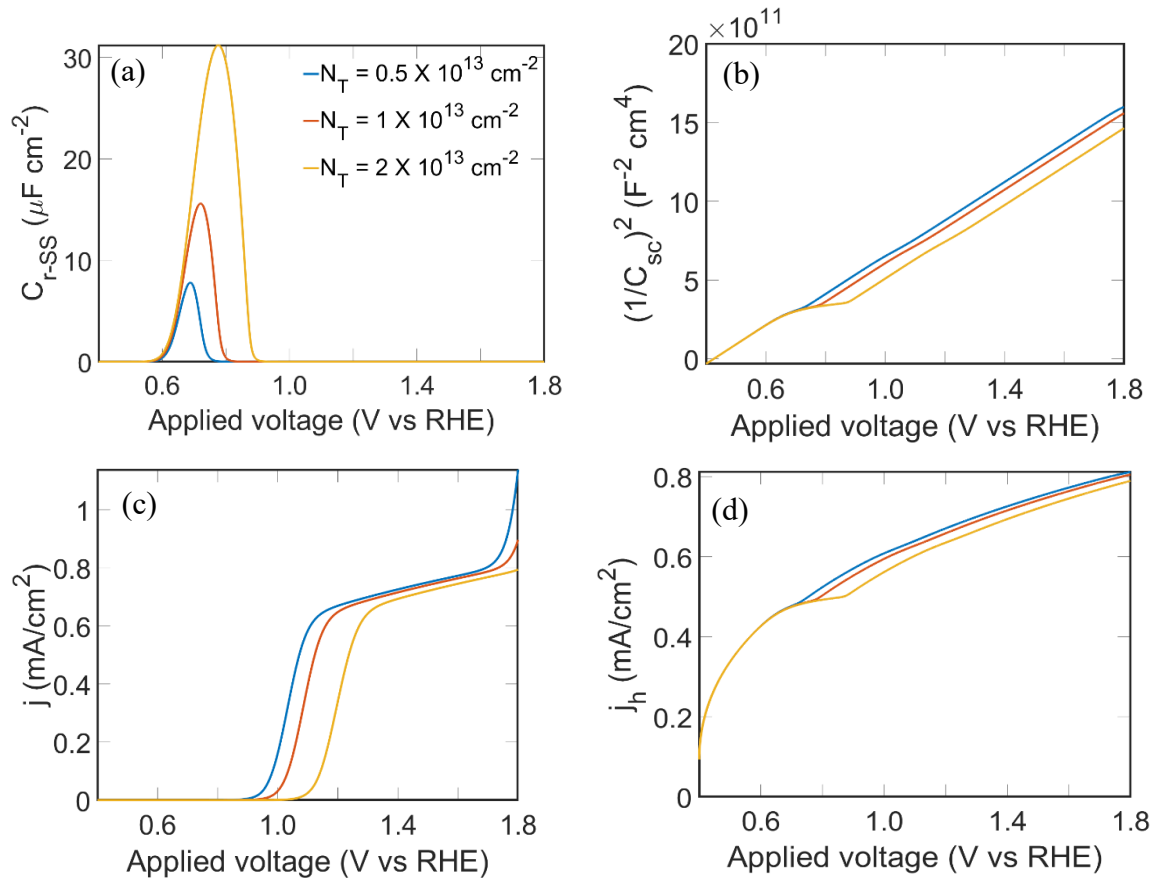 (a)
N_T = 0.5 X 10^13 cm^-2
N_T = 1 X 10^13 cm^-2
N_T = 2 X 10^13 cm^-2
C_r-SS (μF cm^-2)
30
20
10
0
0.6 1.0 1.4 1.8
Applied voltage (V vs RHE)
×10^11
(b)
(1/C_sc)^2 (F^-2 cm^4)
20
15
10
5
0
0.6 1.0 1.4 1.8
Applied voltage (V vs RHE)
(c)
j (mA/cm^2)
1
0.8
0.6
0.4
0.2
0
0.6 1.0 1.4 1.8
Applied voltage (V vs RHE)
(d)
j_h (mA/cm^2)
0.8
0.6
0.4
0.2
0
0.6 1.0 1.4 1.8
Applied voltage (V vs RHE)